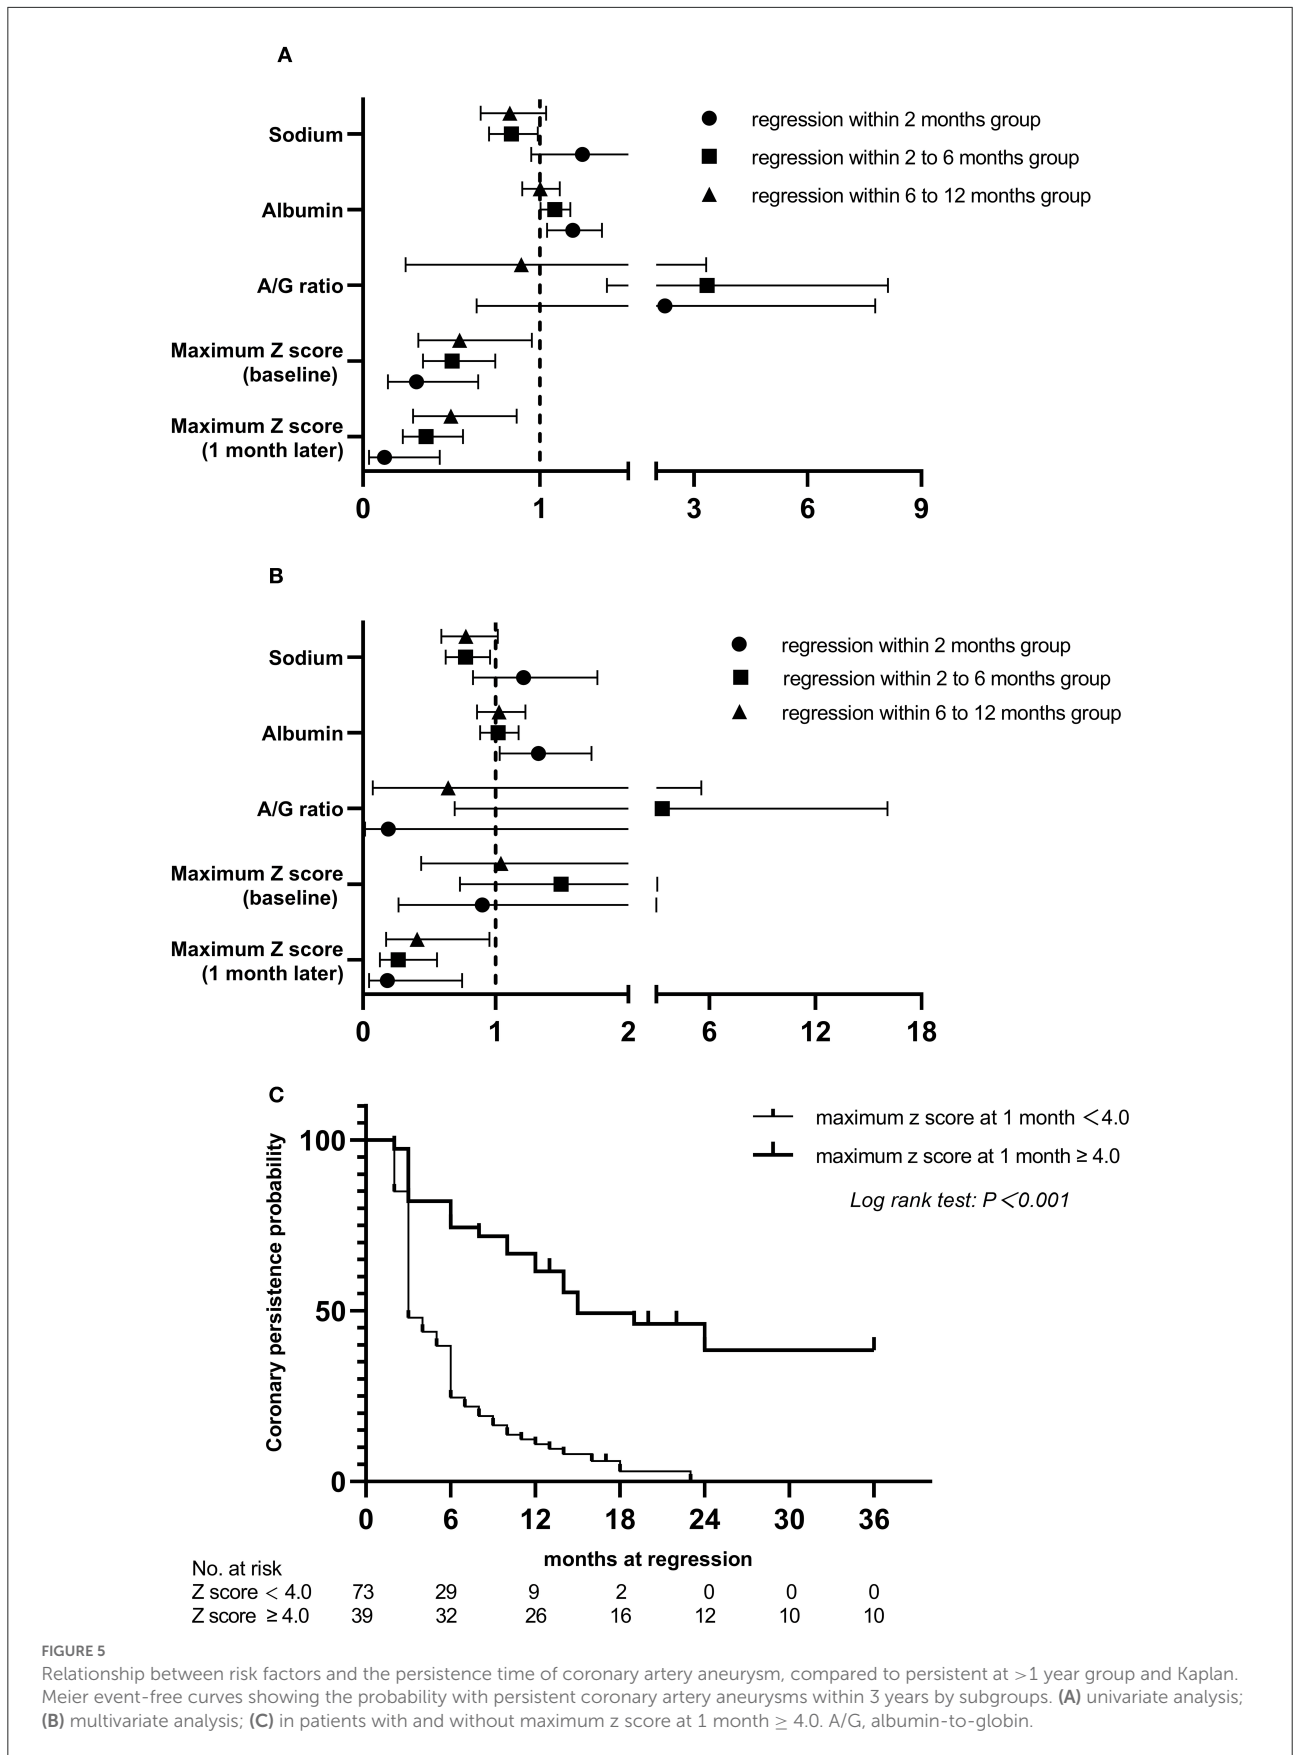 A
Sodium
Albumin
A/G ratio
Maximum Z score
(baseline)
Maximum Z score
(1 month later)
regression within 2 months group
regression within 2 to 6 months group
regression within 6 to 12 months group
0 1 3 6 9
B
Sodium
Albumin
A/G ratio
Maximum Z score
(baseline)
Maximum Z score
(1 month later)
regression within 2 months group
regression within 2 to 6 months group
regression within 6 to 12 months group
0 1 2 6 12 18
C
Coronary persistence probability
100
50
0
maximum z score at 1 month <4.0
maximum z score at 1 month ≥ 4.0
Log rank test: P<0.001
0 6 12 18 24 30 36
months at regression
No. at risk
Z score < 4.0 73 29 9 2 0 0 0
Z score ≥ 4.0 39 32 26 16 12 10 10
FIGURE 5
Relationship between risk factors and the persistence time of coronary artery aneurysm, compared to persistent at >1 year group and Kaplan.
Meier event-free curves showing the probability with persistent coronary artery aneurysms within 3 years by subgroups. (A) univariate analysis;
(B) multivariate analysis; (C) in patients with and without maximum z score at 1 month ≥ 4.0. A/G, albumin-to-globin.